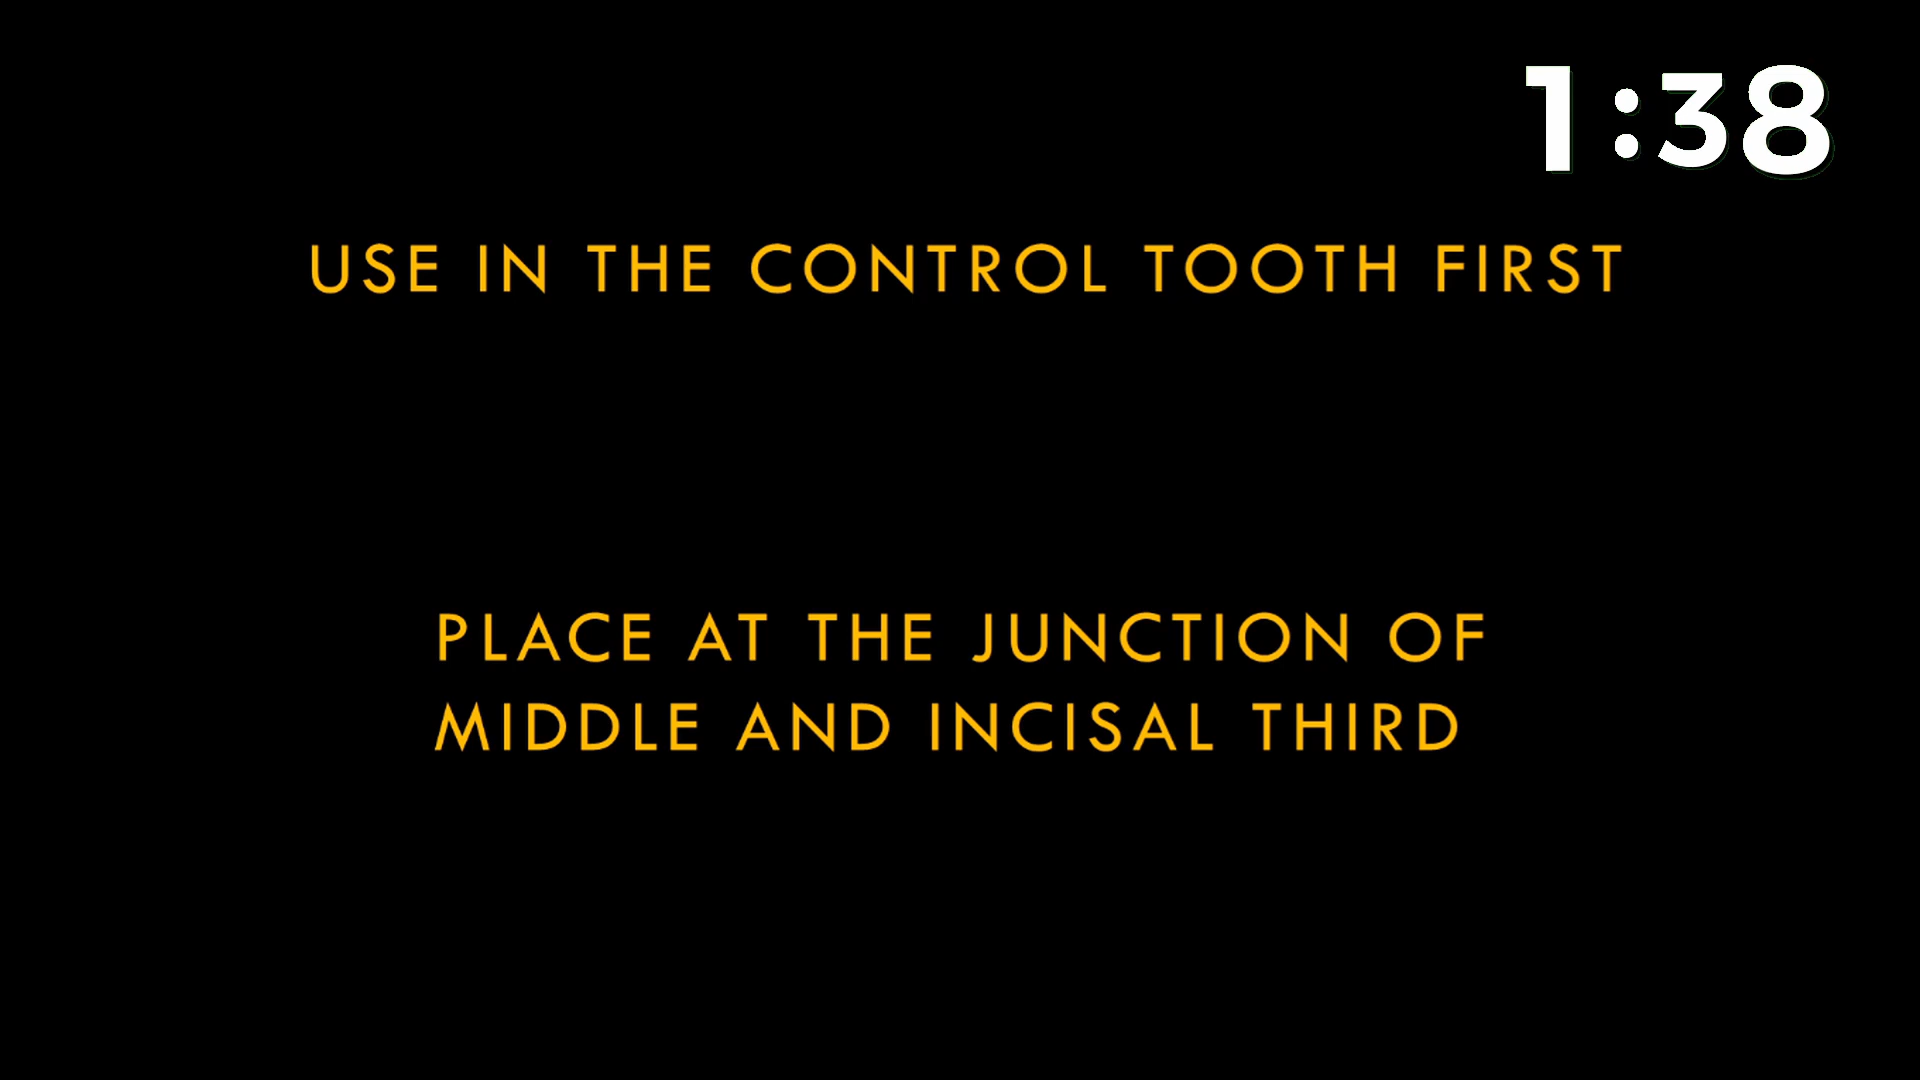 1:38
USE IN THE CONTROL TOOTH FIRST
PLACE AT THE JUNCTION OF
MIDDLE AND INCISAL THIRD